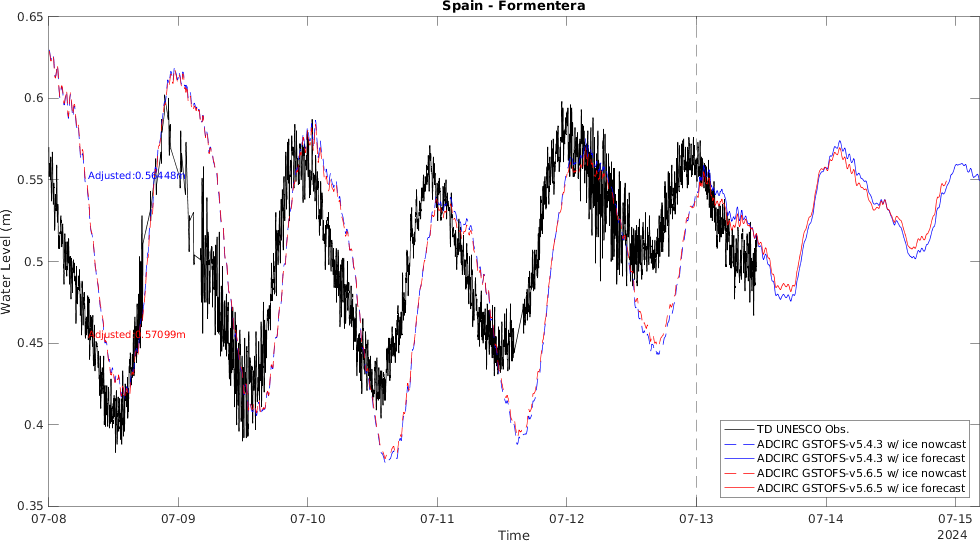 Spain - Formentera
0.65
0.6
0.55
0.5
0.45
0.4
0.35
Water Level (m)
Adjusted:0.56448m
Adjusted:0.57099m
TD UNESCO Obs.
ADCIRC GSTOFS-v5.4.3 w/ ice nowcast
ADCIRC GSTOFS-v5.4.3 w/ ice forecast
ADCIRC GSTOFS-v5.6.5 w/ ice nowcast
ADCIRC GSTOFS-v5.6.5 w/ ice forecast
07-08 07-09 07-10 07-11 07-12 07-13 07-14 07-15
Time
2024